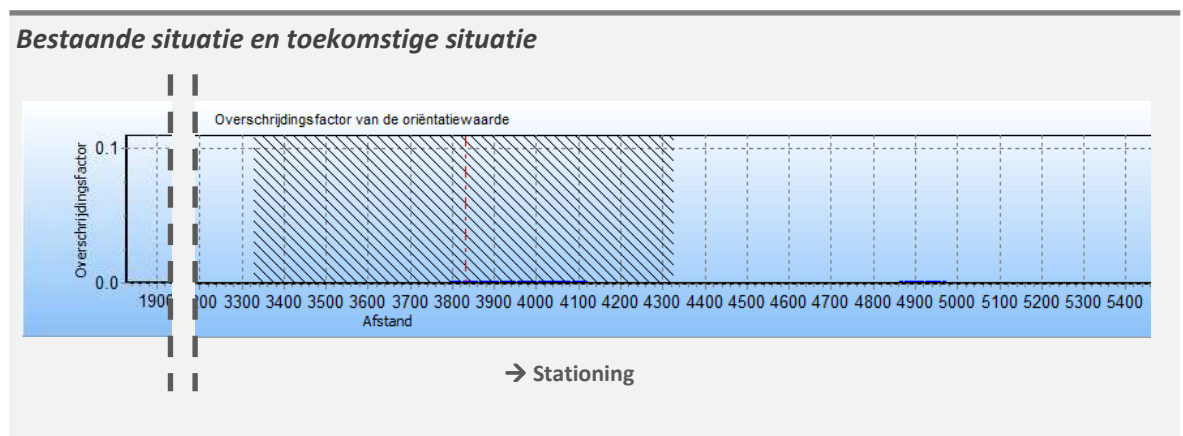 Bestaande situatie en toekomstige situatie
Overschrijdingsfactor van de oriëntatiewaarde
Overschrijdingsfactor
0.1
0.0
1900 3300 3400 3500 3600 3700 3800 3900 4000 4100 4200 4300 4400 4500 4600 4700 4800 4900 5000 5100 5200 5300 5400
Afstand
→ Stationing